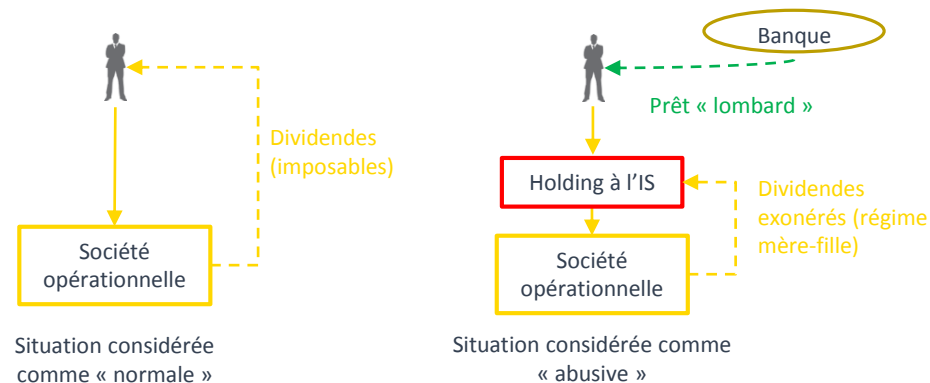 Dividendes
(imposables)
Société
opérationnelle
Situation considérée
comme « normale »
Banque
Prêt « lombard »
Holding à l’IS
Dividendes
exonérés (régime
mère-fille)
Société
opérationnelle
Situation considérée comme
« abusive »